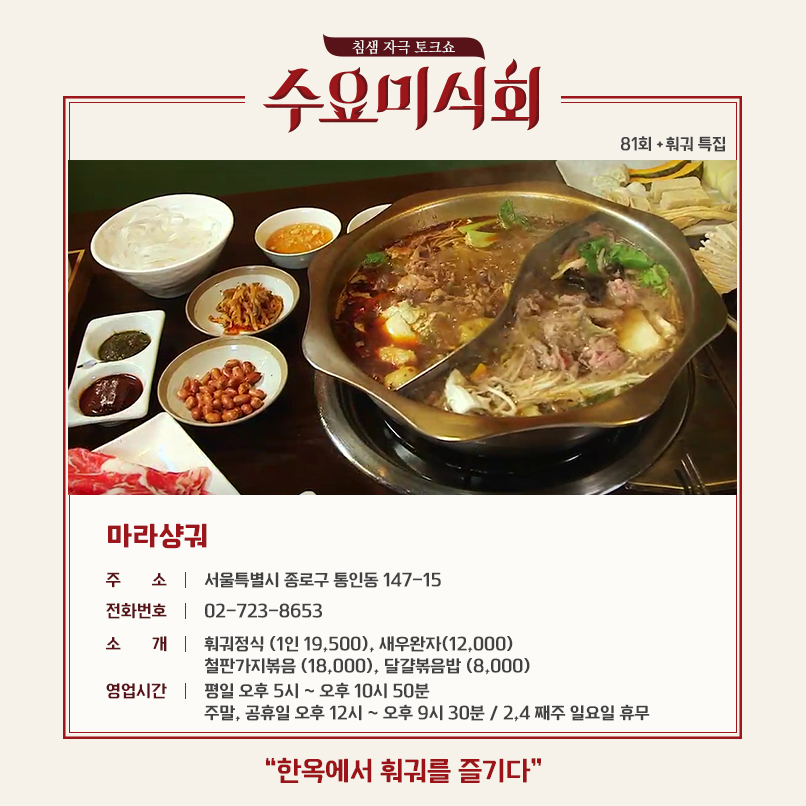 침샘 자극 토크쇼
수요미식회
81회 + 훠궈 특집
마라샹궈
주 소 | 서울특별시 종로구 통인동 147-15
전화번호 | 02-723-8653
소 개 | 훠궈정식 (1인 19,500), 새우완자(12,000)
철판가지볶음 (18,000), 달걀볶음밥 (8,000)
영업시간 | 평일 오후 5시 ~ 오후 10시 50분
주말, 공휴일 오후 12시 ~ 오후 9시 30분 / 2,4 째주 일요일 휴무
“한옥에서 훠궈를 즐기다”